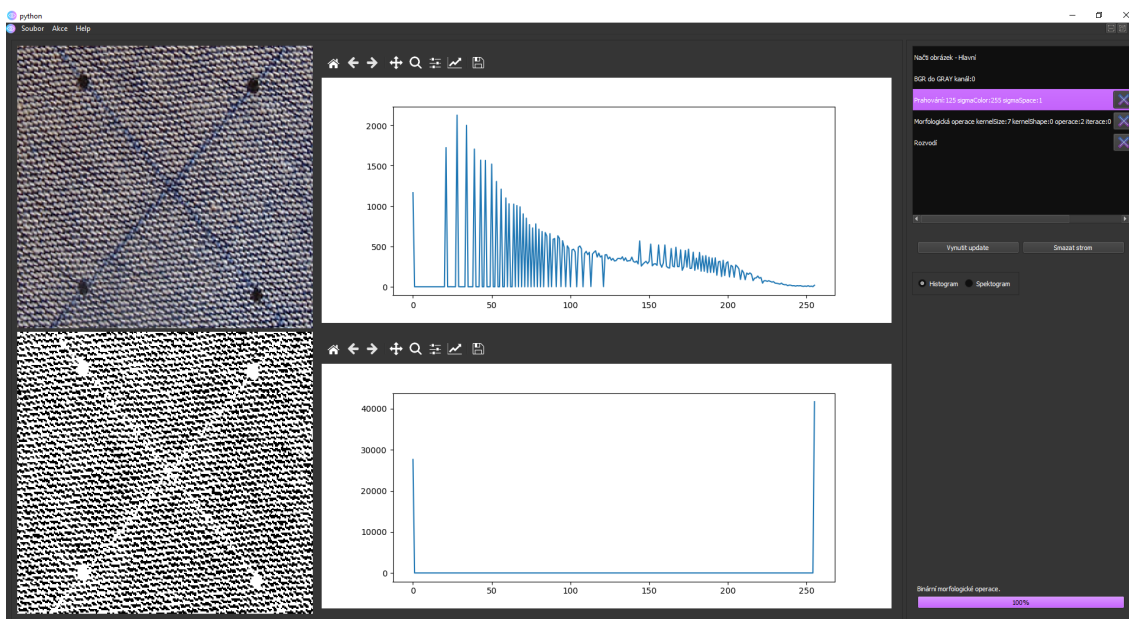 python
Soubor Akce Help
Načti obrázek - Hlavní
BGR do GRAY kanál:0
Prahování: 125 sigmaColor:255 sigmaSpace:1
Morfologická operace kernelSize:7 kernelShape:0 operace:2 iterace:0
Rozvodí
2000
1500
1000
500
0
0 50 100 150 200 250
Vynutit update Smazat strom
Histogram Spektogram
40000
30000
20000
10000
0
0 50 100 150 200 250
Binární morfologické operace.
100%